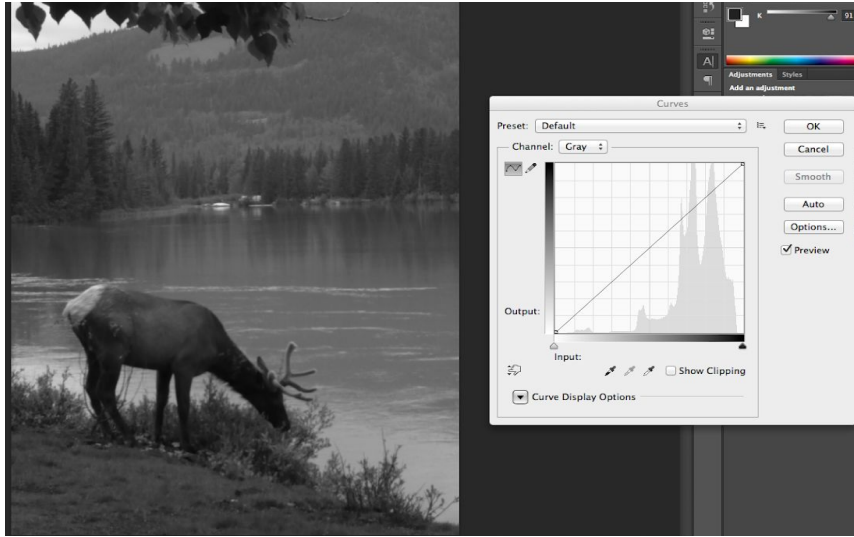 K 91
A|
Adjustments Styles
Add an adjustment
Curves
Preset: Default
OK
Channel: Gray
Cancel
Smooth
Auto
Options...
Preview
Output:
Input:
Show Clipping
Curve Display Options